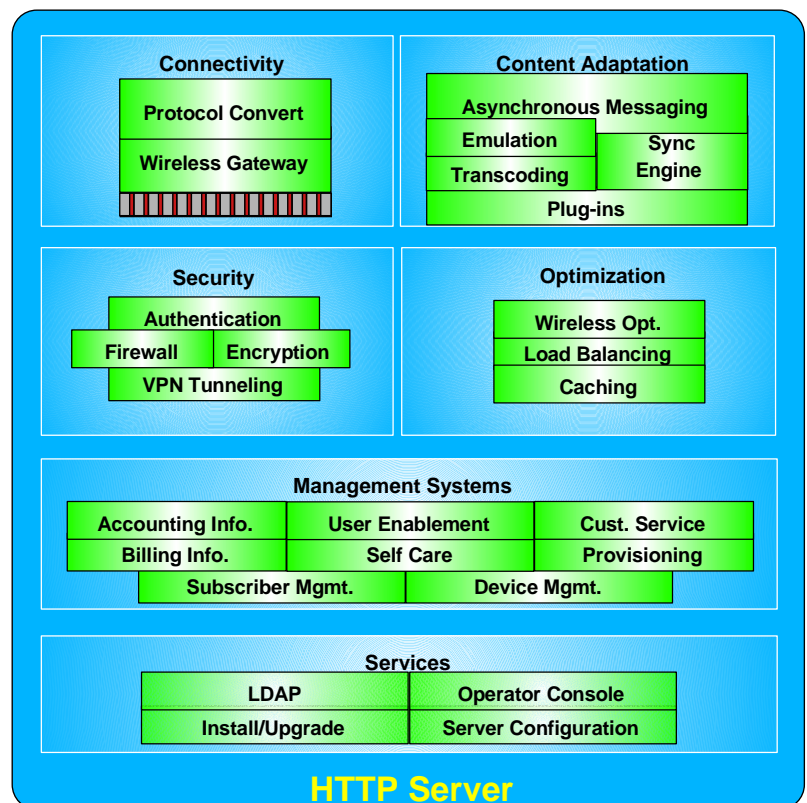 Connectivity
Protocol Convert
Wireless Gateway
Content Adaptation
Asynchronous Messaging
Emulation
Transcoding
Sync
Engine
Plug-ins
Security
Authentication
Firewall
Encryption
VPN Tunneling
Optimization
Wireless Opt.
Load Balancing
Caching
Management Systems
Accounting Info.
User Enablement
Cust. Service
Billing Info.
Self Care
Provisioning
Subscriber Mgmt.
Device Mgmt.
Services
LDAP
Operator Console
Install/Upgrade
Server Configuration
HTTP Server